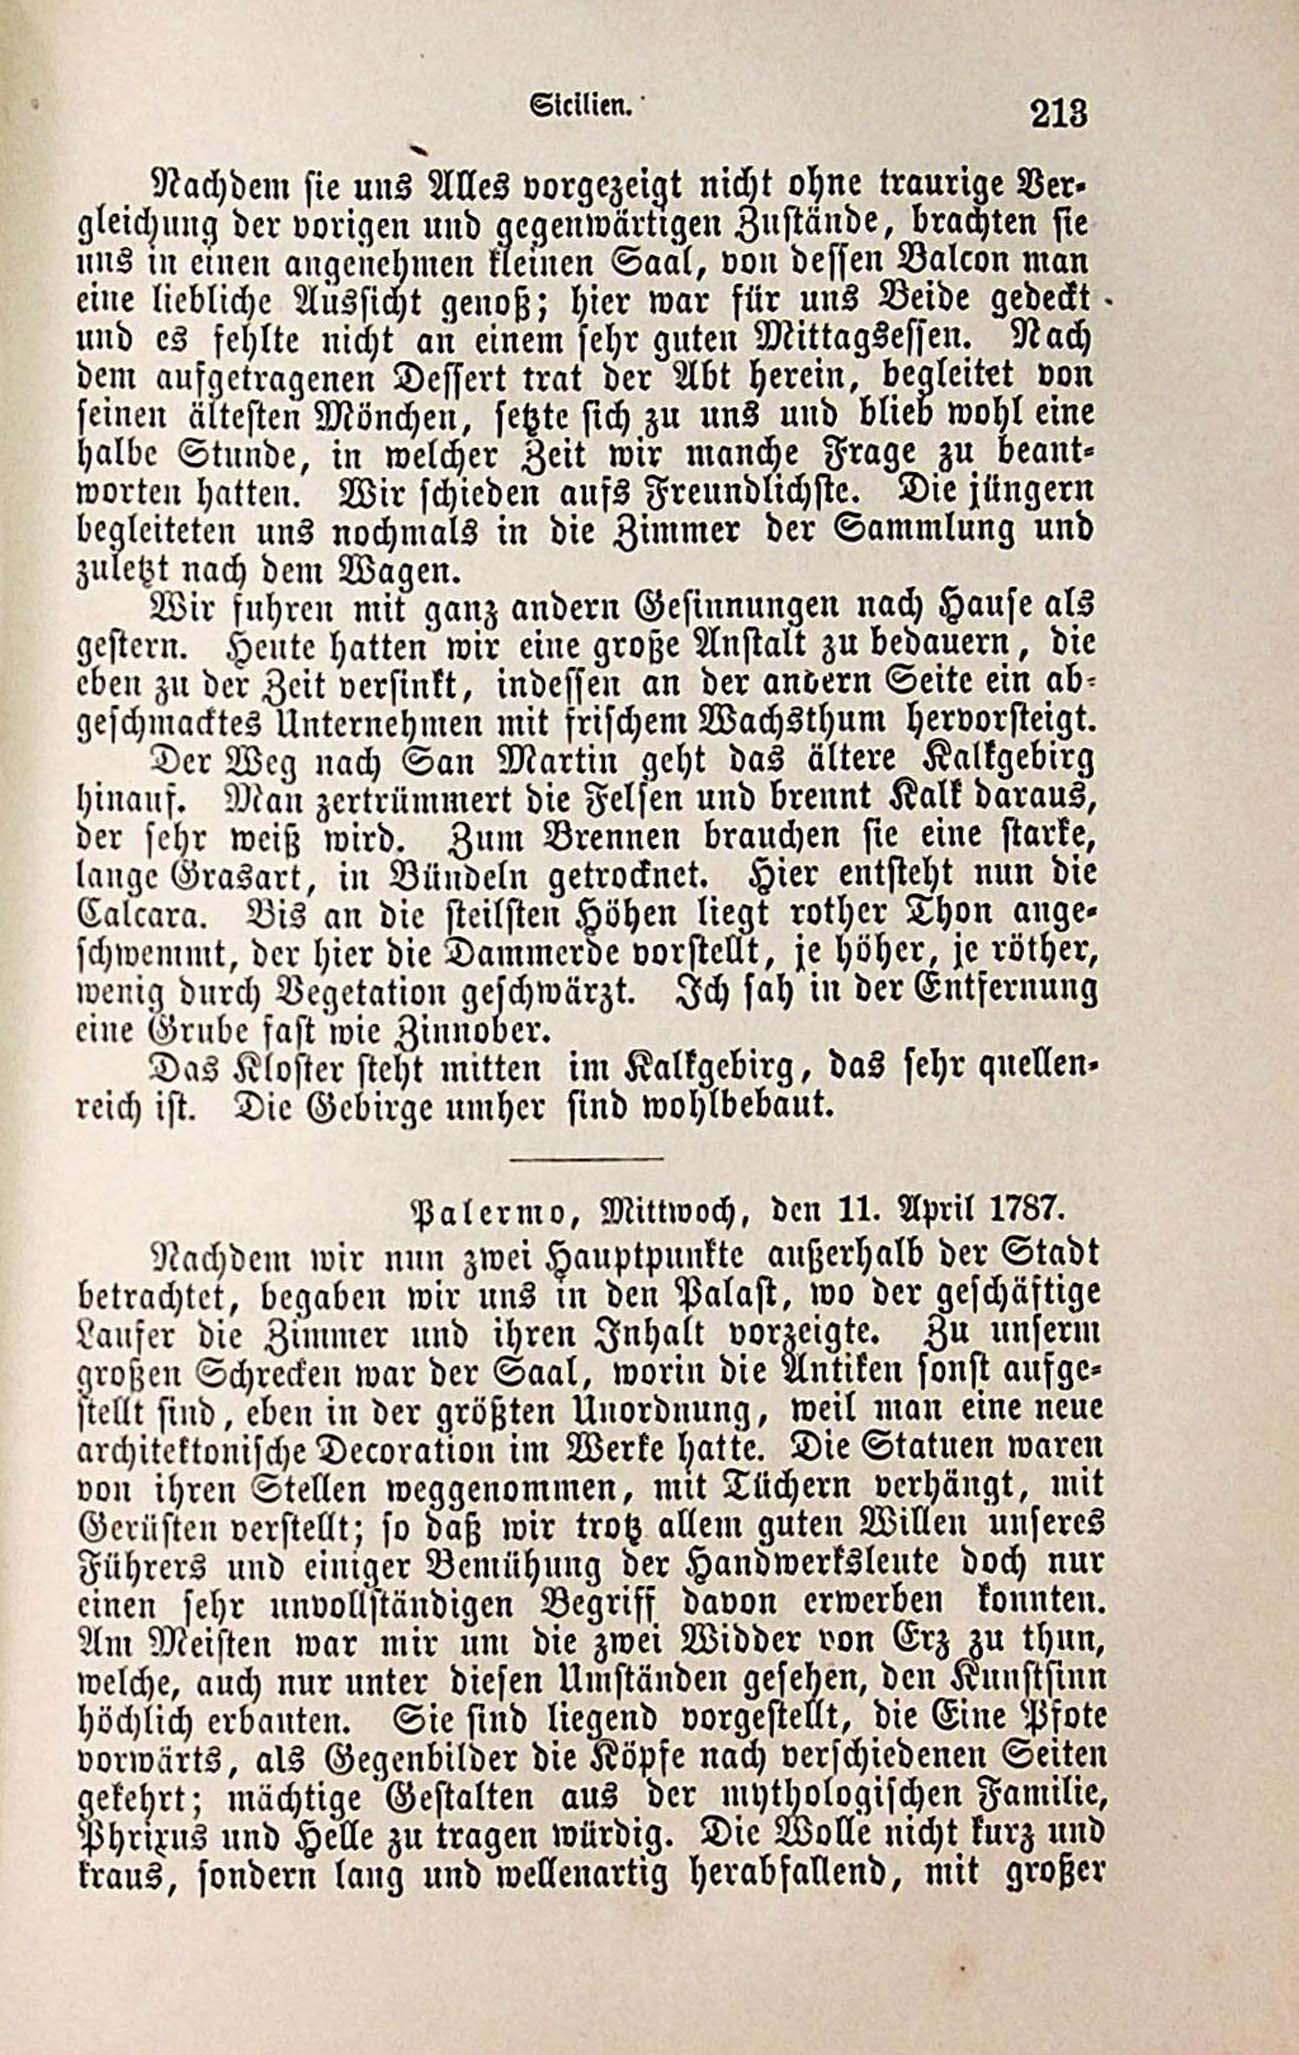 Sicilien.
213
Nachdem sie uns Alles vorgezeigt nicht ohne traurige Ver-
gleichung der vorigen und gegenwärtigen Zustände, brachten sie
uns in einen angenehmen kleinen Saal, von dessen Balcon man
eine liebliche Aussicht genoß; hier war für uns Beide gedeckt
und es fehlte nicht an einem sehr guten Mittagsessen. Nach
dem aufgetragenen Dessert trat der Abt herein, begleitet von
seinen ältesten Mönchen, setzte sich zu uns und blieb wohl eine
halbe Stunde, in welcher Zeit wir manche Frage zu beant-
worten hatten. Wir schieden aufs Freundlichste. Die jüngern
begleiteten uns nochmals in die Zimmer der Sammlung und
zuletzt nach dem Wagen.
Wir fuhren mit ganz andern Gesinnungen nach Hause als
gestern. Heute hatten wir eine große Anstalt zu bedauern, die
eben zu der Zeit versinkt, indessen an der andern Seite ein ab-
geschmacktes Unternehmen mit frischem Wachsthum hervorsteigt.
Der Weg nach San Martin geht das ältere Kalkgebirg
hinauf. Man zertrümmert die Felsen und brennt Kalk daraus,
der sehr weiß wird. Zum Brennen brauchen sie eine starke,
lange Grasart, in Bündeln getrocknet. Hier entsteht nun die
Calcara. Bis an die steilsten Höhen liegt rother Thon ange-
schwemmt, der hier die Dammerde vorstellt, je höher, je röther,
wenig durch Vegetation geschwärzt. Ich sah in der Entfernung
eine Grube fast wie Zinnober.
Das Kloster steht mitten im Kalkgebirg, das sehr quellen-
reich ist. Die Gebirge umher sind wohlbebaut.
Palermo, Mittwoch, den 11. April 1787.
Nachdem wir nun zwei Hauptpunkte außerhalb der Stadt
betrachtet, begaben wir uns in den Palast, wo der geschäftige
Laufer die Zimmer und ihren Inhalt vorzeigte. Zu unserm
großen Schrecken war der Saal, worin die Antiken sonst aufge-
stellt sind, eben in der größten Unordnung, weil man eine neue
architektonische Decoration im Werke hatte. Die Statuen waren
von ihren Stellen weggenommen, mit Tüchern verhängt, mit
Gerüsten verstellt; so daß wir trotz allem guten Willen unseres
Führers und einiger Bemühung der Handwerksleute doch nur
einen sehr unvollständigen Begriff davon erwerben konnten.
Am Meisten war mir um die zwei Widder von Erz zu thun,
welche, auch nur unter diesen Umständen gesehen, den Kunstsinn
höchlich erbauten. Sie sind liegend vorgestellt, die Eine Pfote
vorwärts, als Gegenbilder die Köpfe nach verschiedenen Seiten
gekehrt; mächtige Gestalten aus der mythologischen Familie,
Phrixus und Helle zu tragen würdig. Die Wolle nicht kurz und
kraus, sondern lang und wellenartig herabfallend, mit großer